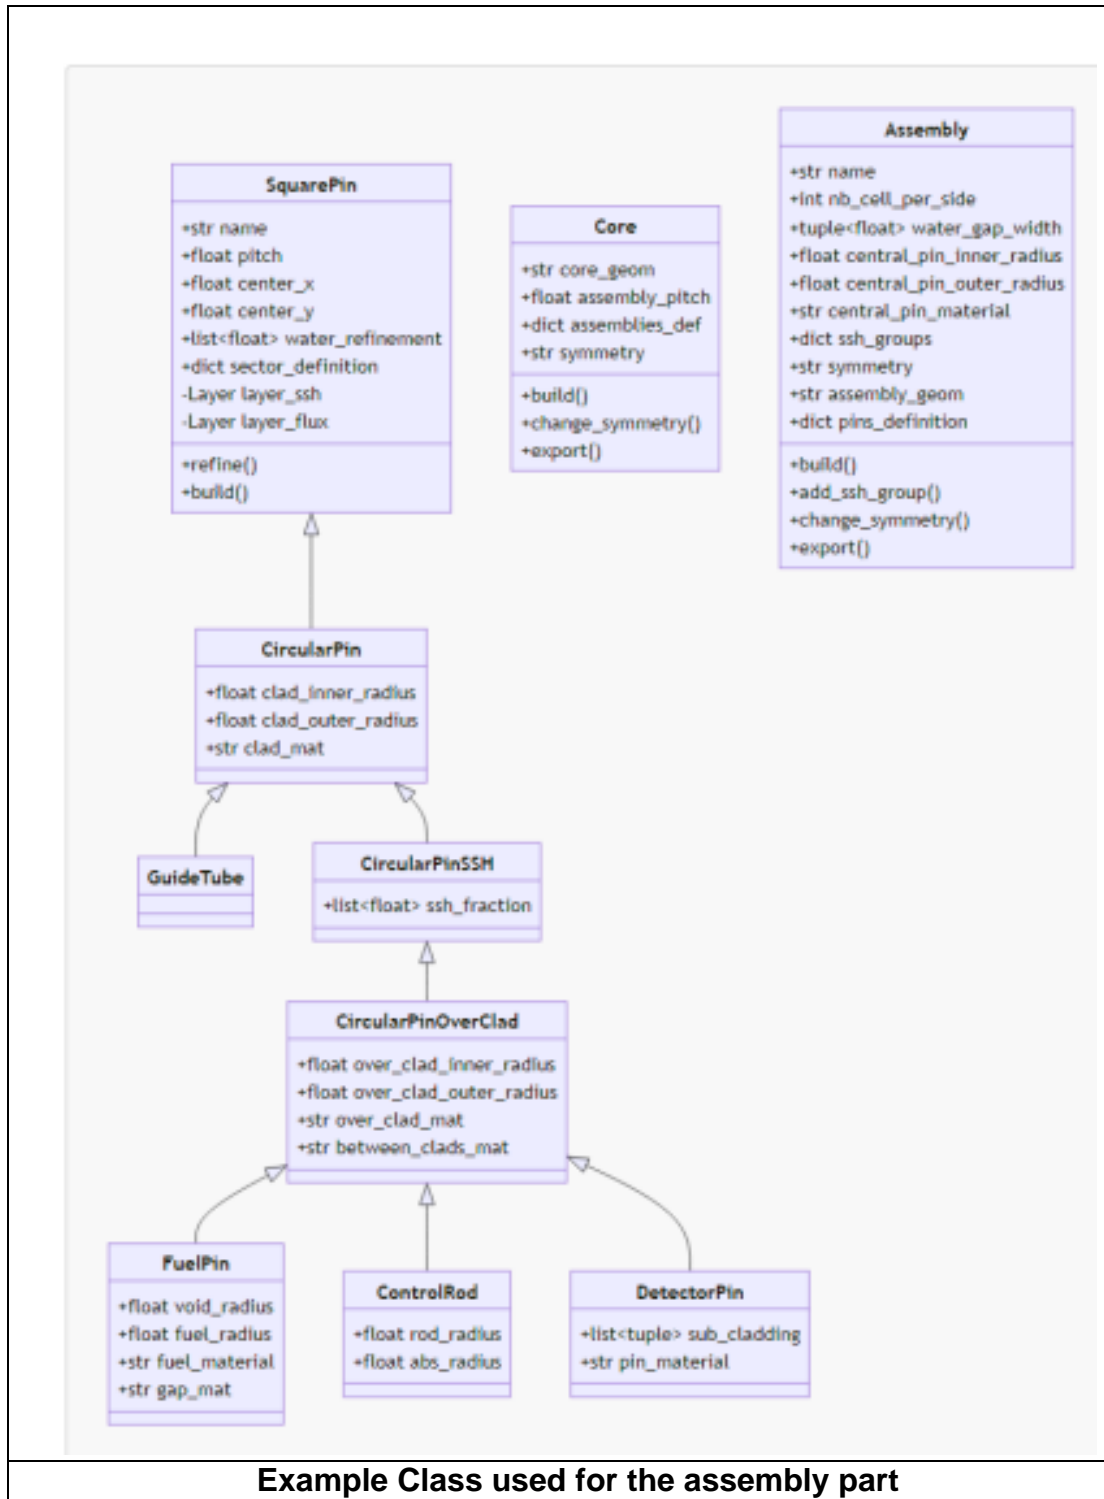 SquarePin
+str name
+float pitch
+float center_x
+float center_y
+list<float> water_refinement
+dict sector_definition
-Layer layer_ssh
-Layer layer_flux
+refine()
+build()
Core
+str core_geom
+float assembly_pitch
+dict assemblies_def
+str symmetry
+build()
+change_symmetry()
+export()
Assembly
+str name
+int nb_cell_per_side
+tuple<float> water_gap_width
+float central_pin_inner_radius
+float central_pin_outer_radius
+str central_pin_material
+dict ssh_groups
+str symmetry
+str assembly_geom
+dict pins_definition
+build()
+add_ssh_group()
+change_symmetry()
+export()
CircularPin
+float clad_inner_radius
+float clad_outer_radius
+str clad_mat
GuideTube
CircularPinSSH
+list<float> ssh_fraction
CircularPinOverClad
+float over_clad_inner_radius
+float over_clad_outer_radius
+str over_clad_mat
+str between_clads_mat
FuelPin
+float void_radius
+float fuel_radius
+str fuel_material
+str gap_mat
ControlRod
+float rod_radius
+float abs_radius
DetectorPin
+list<tuple> sub_cladding
+str pin_material
Example Class used for the assembly part